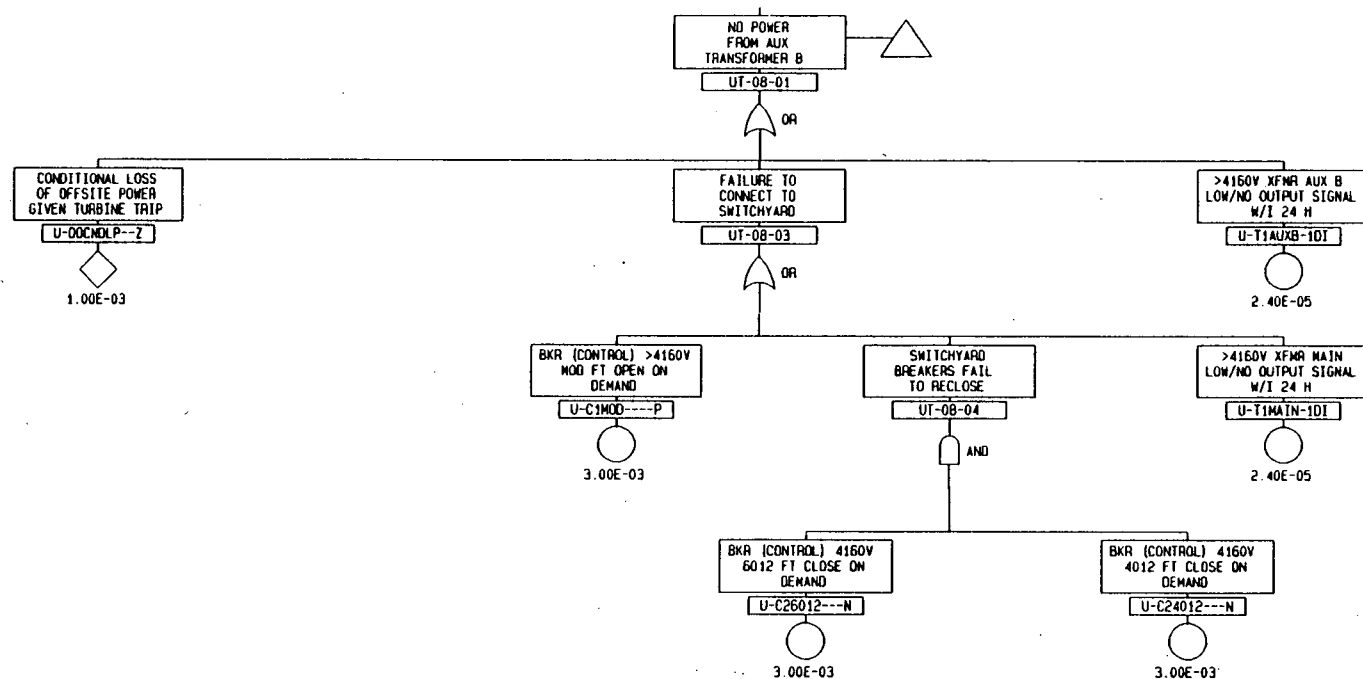 NO POWER
FROM AUX
TRANSFORMER B
UT-08-01
OR
CONDITIONAL LOSS
OF OFFSITE POWER
GIVEN TURBINE TRIP
U-OOCNDLP--Z
1.00E-03
FAILURE TO
CONNECT TO
SWITCHYARD
UT-08-03
OR
>4160V XFMR AUX B
LOW/NO OUTPUT SIGNAL
W/I 24 H
U-T1AUXB-1DI
2.40E-05
BKR (CONTROL) >4160V
MOD FT OPEN ON
DEMAND
U-C1MOD----P
3.00E-03
SWITCHYARD
BREAKERS FAIL
TO RECLOSE
UT-08-04
AND
>4160V XFMR MAIN
LOW/NO OUTPUT SIGNAL
W/I 24 H
U-T1MAIN-1DI
2.40E-05
BKR (CONTROL) 4160V
6012 FT CLOSE ON
DEMAND
U-C26012---N
3.00E-03
BKR (CONTROL) 4160V
4012 FT CLOSE ON
DEMAND
U-C24012---N
3.00E-03